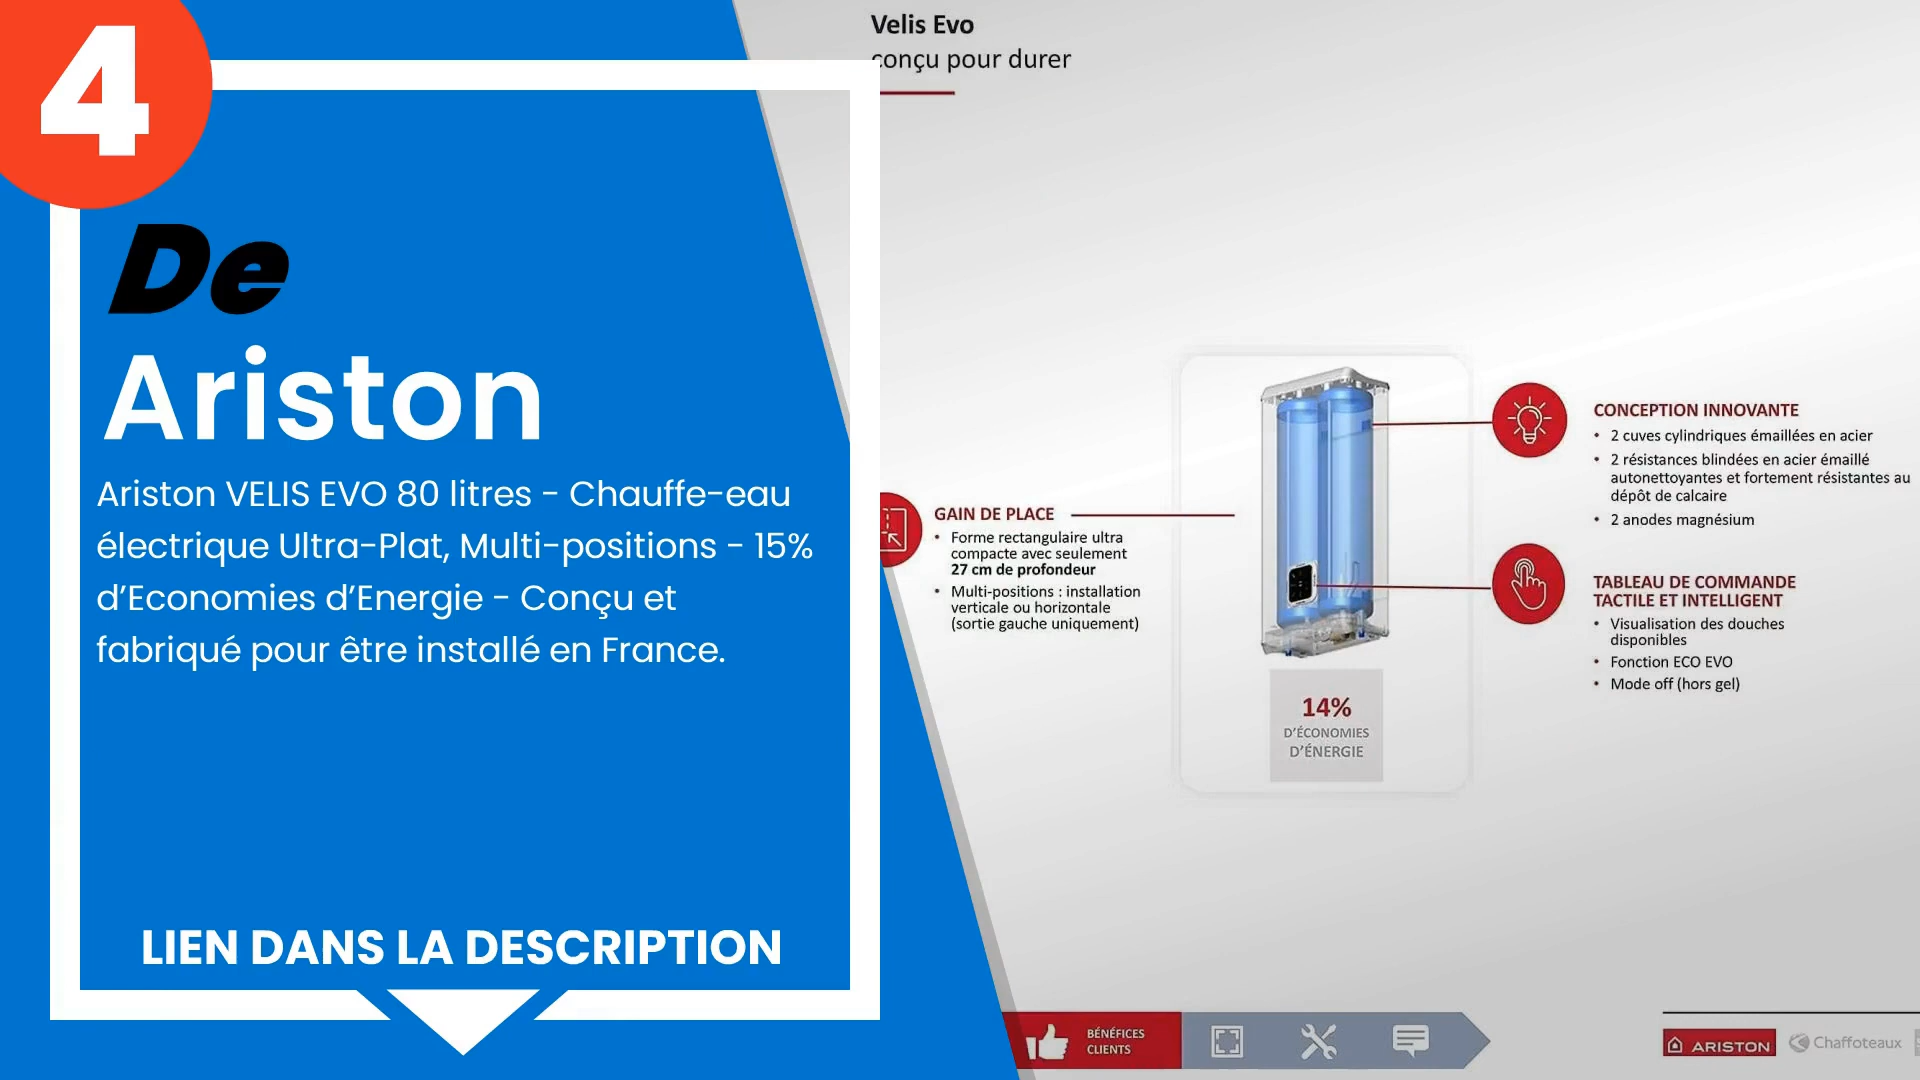 4
De
Ariston
Ariston VELIS EVO 80 litres - Chauffe-eau
électrique Ultra-Plat, Multi-positions - 15%
d'Economies d'Energie - Conçu et
fabriqué pour être installé en France.
LIEN DANS LA DESCRIPTION
Velis Evo
conçu pour durer
GAIN DE PLACE
• Forme rectangulaire ultra
compacte avec seulement
27 cm de profondeur
• Multi-positions : installation
verticale ou horizontale
(sortie gauche uniquement)
14%
D'ÉCONOMIES
D'ÉNERGIE
CONCEPTION INNOVANTE
• 2 cuves cylindriques émaillées en acier
• 2 résistances blindées en acier émaillé
autonettoyantes et fortement résistantes au
dépôt de calcaire
• 2 anodes magnésium
TABLEAU DE COMMANDE
TACTILE ET INTELLIGENT
• Visualisation des douches
disponibles
• Fonction ECO EVO
• Mode off (hors gel)
BÉNÉFICES
CLIENTS
ARISTON
Chaffoteaux